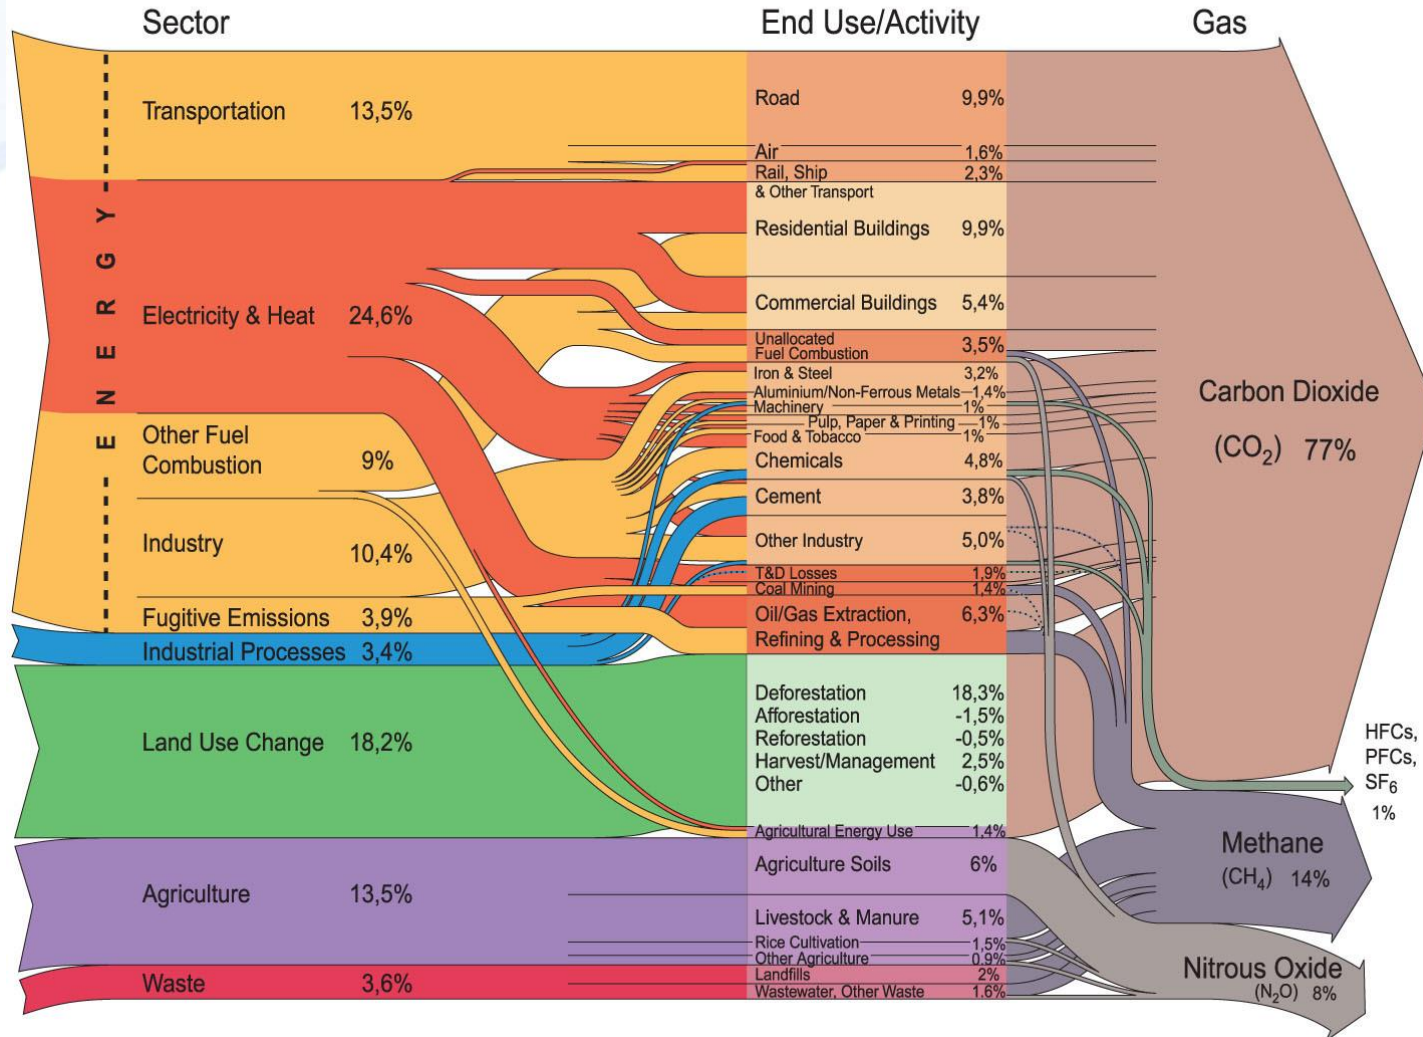 Sector
End Use/Activity
Gas
ENERGY
Transportation 13,5%
Electricity & Heat 24,6%
Other Fuel
Combustion 9%
Industry 10,4%
Fugitive Emissions 3,9%
Industrial Processes 3,4%
Land Use Change 18,2%
Agriculture 13,5%
Waste 3,6%
Road 9,9%
Air 1,6%
Rail, Ship 2,3%
& Other Transport
Residential Buildings 9,9%
Commercial Buildings 5,4%
Unallocated
Fuel Combustion 3,5%
Iron & Steel 3,2%
Aluminium/Non-Ferrous Metals 1,4%
Machinery 1%
Pulp, Paper & Printing 1%
Food & Tobacco 1%
Chemicals 4,8%
Cement 3,8%
Other Industry 5,0%
T&D Losses 1,9%
Coal Mining 1,4%
Oil/Gas Extraction, 6,3%
Refining & Processing
Deforestation 18,3%
Afforestation -1,5%
Reforestation -0,5%
Harvest/Management 2,5%
Other -0,6%
Agricultural Energy Use 1,4%
Agriculture Soils 6%
Livestock & Manure 5,1%
Rice Cultivation 1,5%
Other Agriculture 0.9%
Landfills 2%
Wastewater, Other Waste 1.6%
Carbon Dioxide
(CO₂) 77%
HFCs,
PFCs,
SF₆
1%
Methane
(CH₄) 14%
Nitrous Oxide
(N₂O) 8%